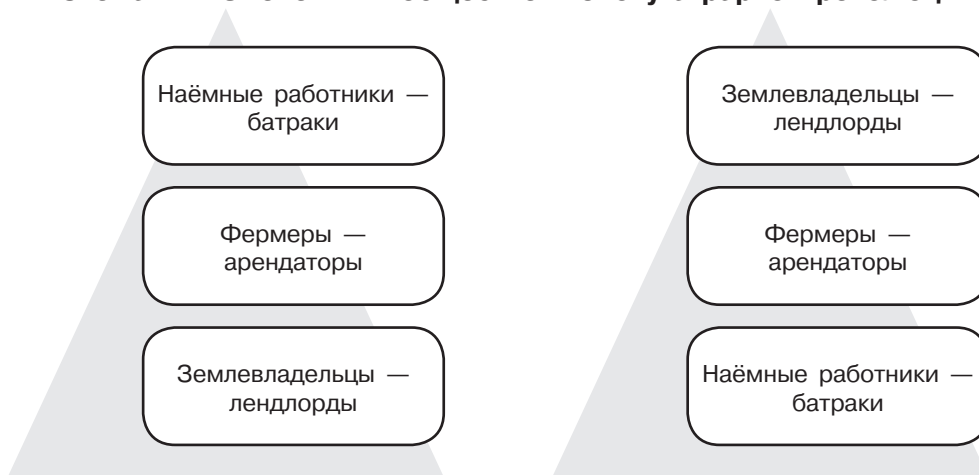 Наёмные работники —
батраки
Фермеры —
арендаторы
Землевладельцы —
лендлорды
Землевладельцы —
лендлорды
Фермеры —
арендаторы
Наёмные работники —
батраки